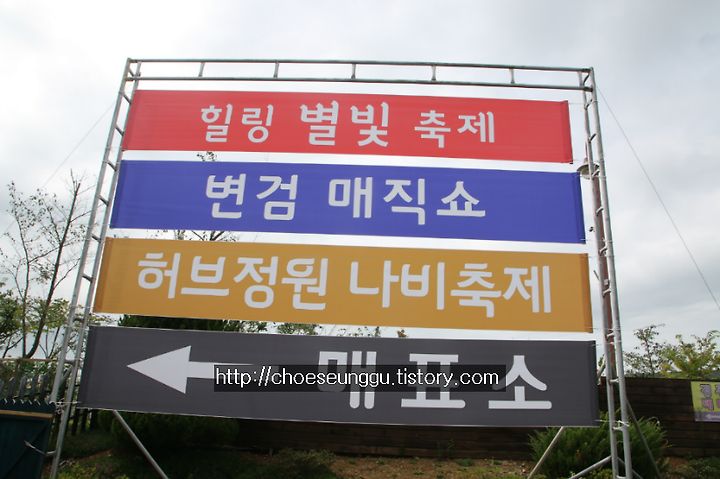 힐링 별빛 축제
변검 매직쇼
허브정원 나비축제
매표소
http://choeseunggu.tistory.com